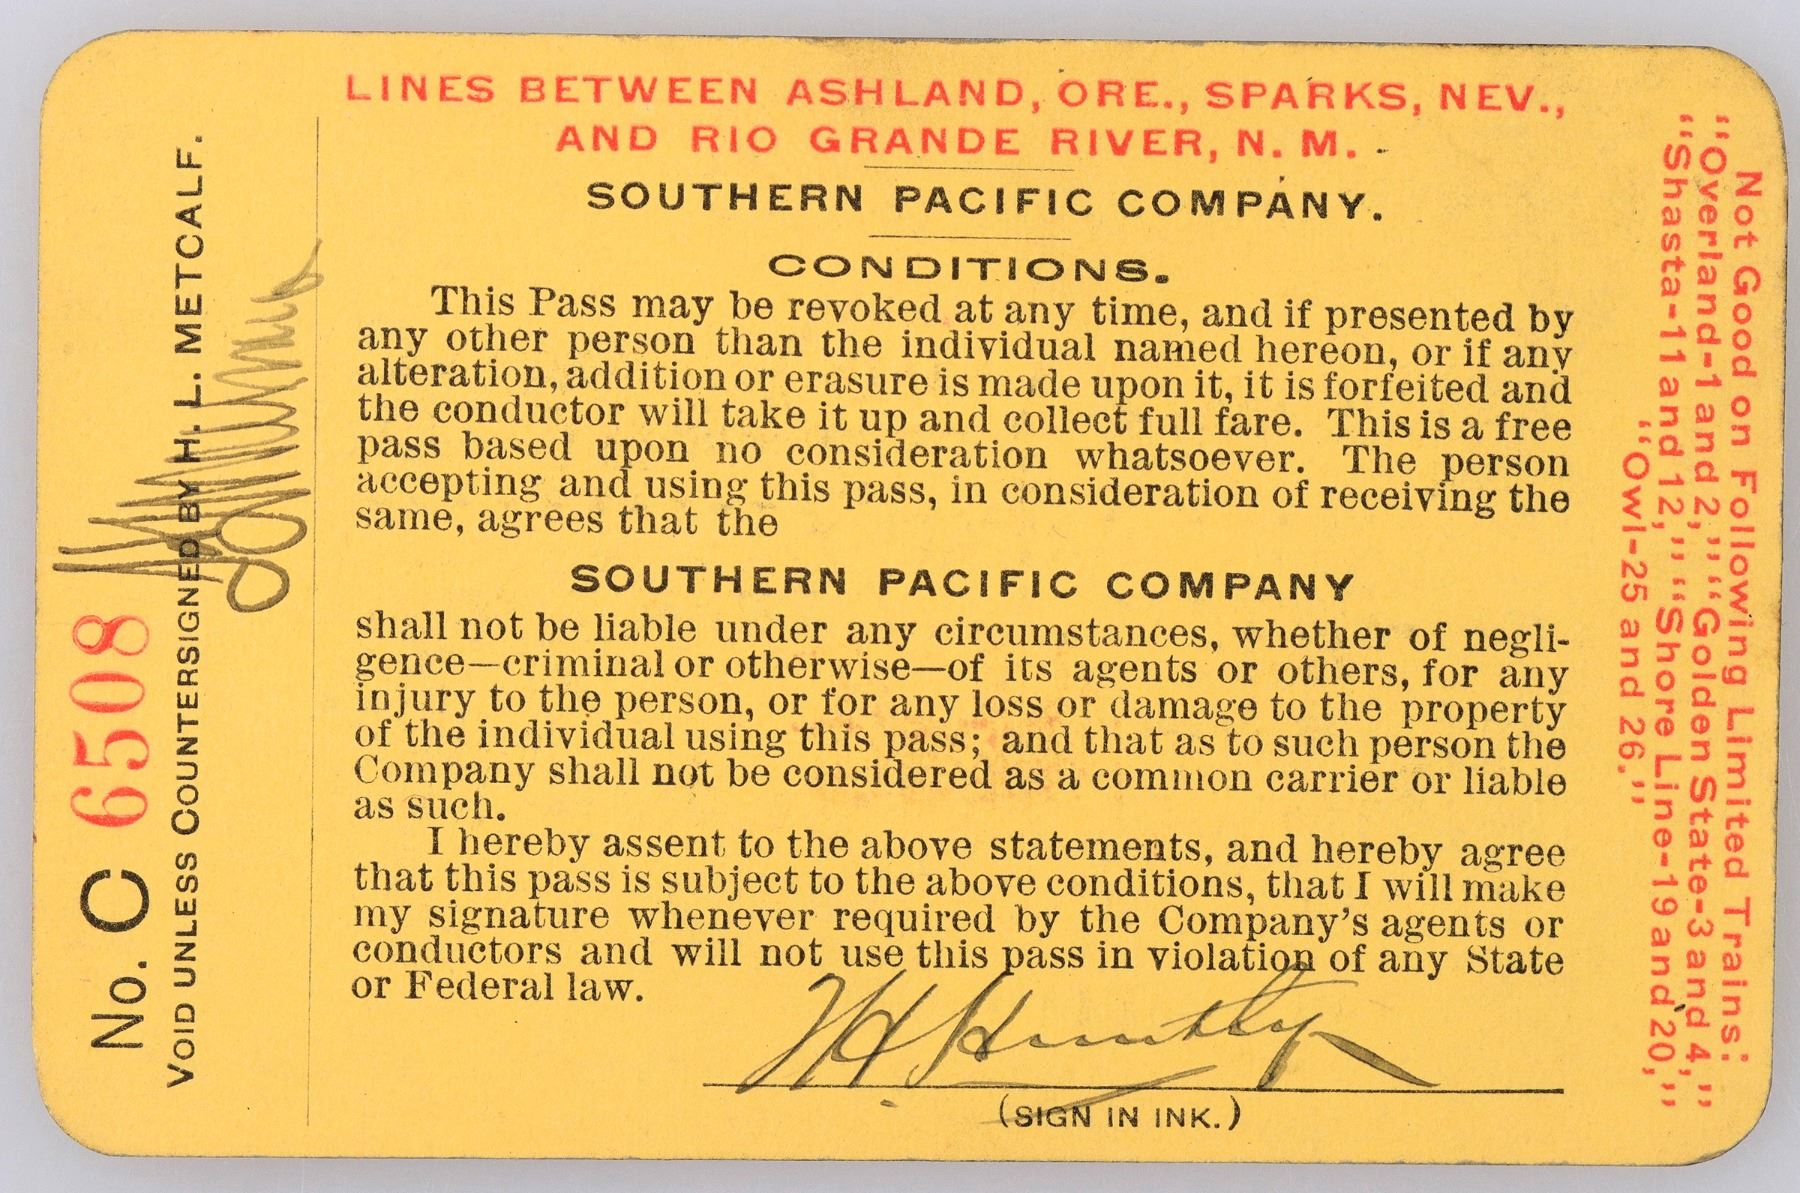 LINES BETWEEN ASHLAND, ORE., SPARKS, NEV.,
AND RIO GRANDE RIVER, N. M.
SOUTHERN PACIFIC COMPANY.
CONDITIONS.
This Pass may be revoked at any time, and if presented by
any other person than the individual named hereon, or if any
alteration, addition or erasure is made upon it, it is forfeited and
the conductor will take it up and collect full fare. This is a free
pass based upon no consideration whatsoever. The person
accepting and using this pass, in consideration of receiving the
same, agrees that the
SOUTHERN PACIFIC COMPANY
shall not be liable under any circumstances, whether of negli-
gence—criminal or otherwise—of its agents or others, for any
injury to the person, or for any loss or damage to the property
of the individual using this pass; and that as to such person the
Company shall not be considered as a common carrier or liable
as such.
I hereby assent to the above statements, and hereby agree
that this pass is subject to the above conditions, that I will make
my signature whenever required by the Company's agents or
conductors and will not use this pass in violation of any State
or Federal law.
(SIGN IN INK.)
No. C 6508
VOID UNLESS COUNTERSIGNED BY H. L. METCALF.
Not Good on Following Limited Trains:
"Overland-1 and 2," "Golden State-3 and 4,"
"Shasta-11 and 12," "Shore Line-19 and 20,"
"Owl-25 and 26."